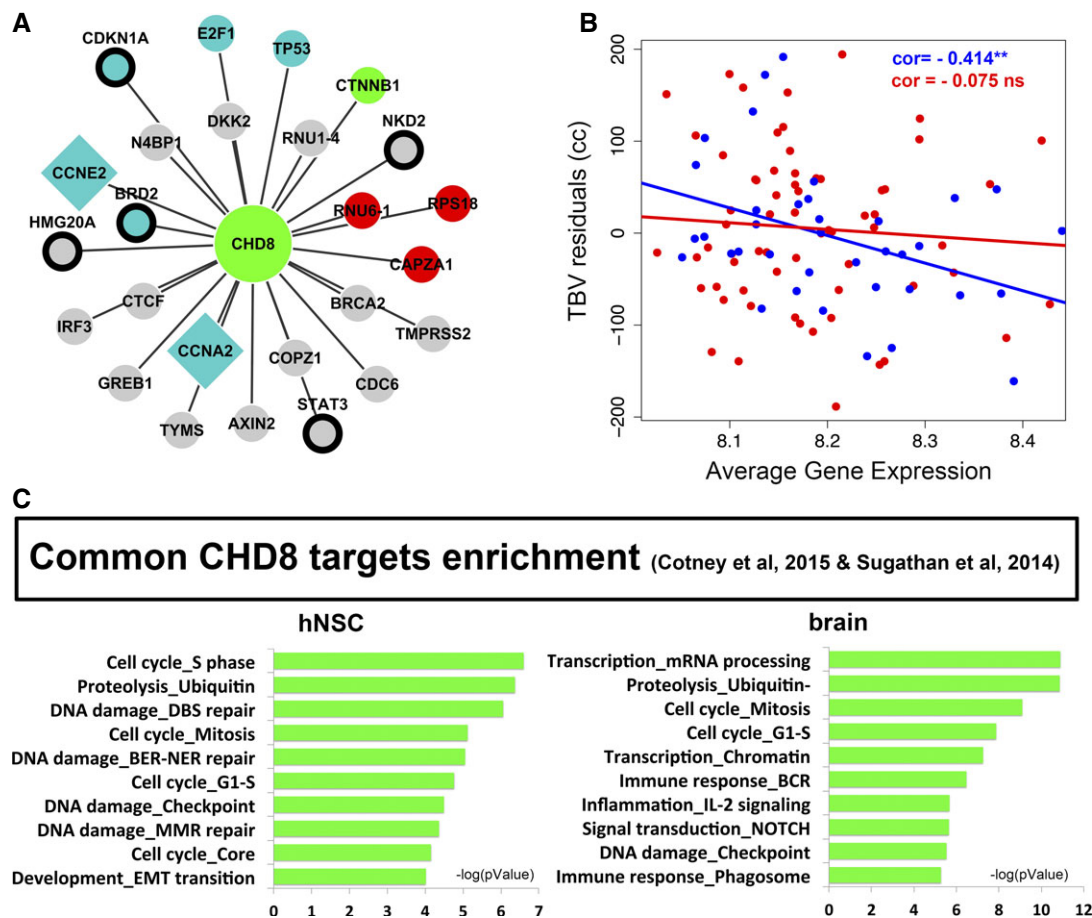 A
CDKN1A
E2F1
TP53
CTNNB1
N4BP1
DKK2
RNU1-4
NKD2
CCNE2
BRD2
HMG20A
CHD8
RNU6-1
RPS18
CAPZA1
CTCF
IRF3
BRCA2
TMPRSS2
CCNA2
GREB1
COPZ1
CDC6
STAT3
TYMS
AXIN2
B
cor= - 0.414**
cor = - 0.075 ns
TBV residuals (cc)
200
100
0
−100
−200
8.1 8.2 8.3 8.4
Average Gene Expression
C
Common CHD8 targets enrichment (Cotney et al, 2015 & Sugathan et al, 2014)
hNSC
Cell cycle_S phase
Proteolysis_Ubiquitin
DNA damage_DBS repair
Cell cycle_Mitosis
DNA damage_BER-NER repair
Cell cycle_G1-S
DNA damage_Checkpoint
DNA damage_MMR repair
Cell cycle_Core
Development_EMT transition
-log(pValue)
0 1 2 3 4 5 6 7
brain
Transcription_mRNA processing
Proteolysis_Ubiquitin-
Cell cycle_Mitosis
Cell cycle_G1-S
Transcription_Chromatin
Immune response_BCR
Inflammation_IL-2 signaling
Signal transduction_NOTCH
DNA damage_Checkpoint
Immune response_Phagosome
-log(pValue)
0 2 4 6 8 10 12